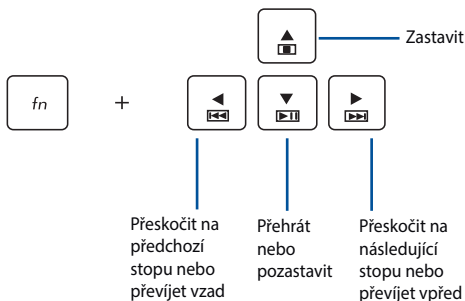 Zastavit
fn +
Přeskočit na
předchozí
stopu nebo
převíjet vzad
Přehrát
nebo
pozastavit
Přeskočit na
následující
stopu nebo
převíjet vpřed